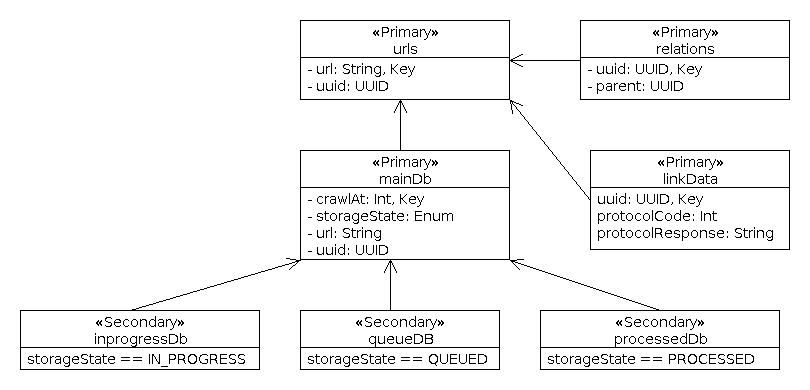 «Primary»
urls
- url: String, Key
- uuid: UUID
«Primary»
relations
- uuid: UUID, Key
- parent: UUID
«Primary»
mainDb
- crawlAt: Int, Key
- storageState: Enum
- url: String
- uuid: UUID
«Primary»
linkData
uuid: UUID, Key
protocolCode: Int
protocolResponse: String
«Secondary»
inprogressDb
storageState == IN_PROGRESS
«Secondary»
queueDB
storageState == QUEUED
«Secondary»
processedDb
storageState == PROCESSED